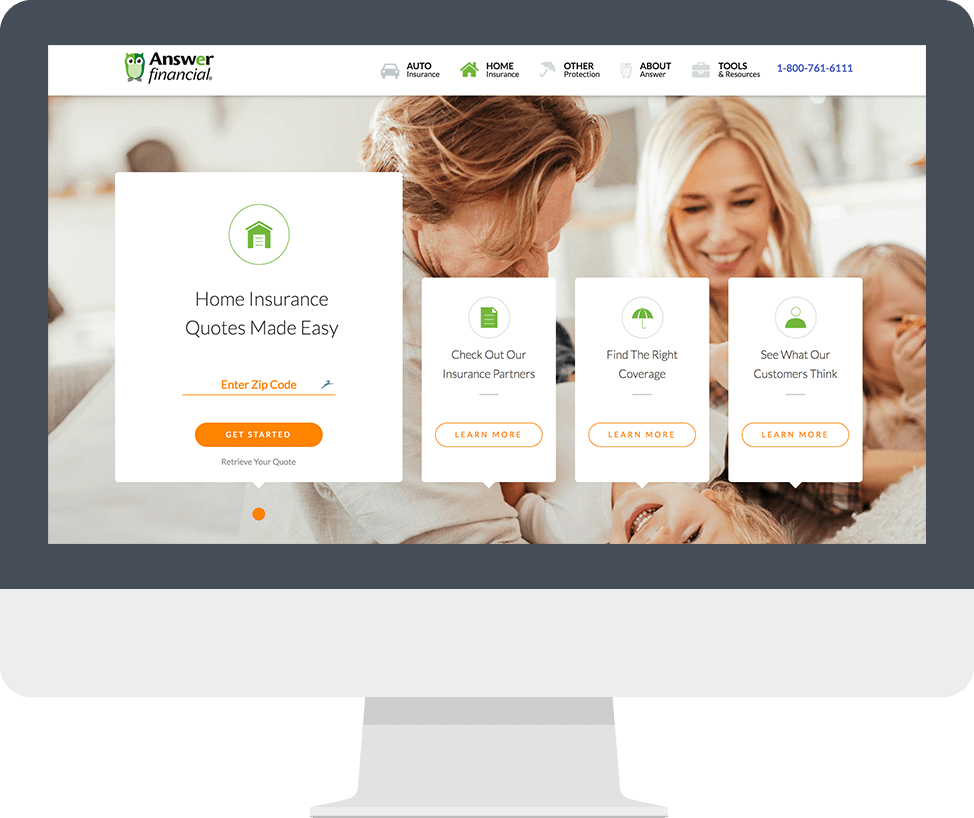 Answer
financial®
AUTO
Insurance
HOME
Insurance
OTHER
Protection
ABOUT
Answer
TOOLS
& Resources
1-800-761-6111
Home Insurance
Quotes Made Easy
Enter Zip Code
GET STARTED
Retrieve Your Quote
Check Out Our
Insurance Partners
LEARN MORE
Find The Right
Coverage
LEARN MORE
See What Our
Customers Think
LEARN MORE